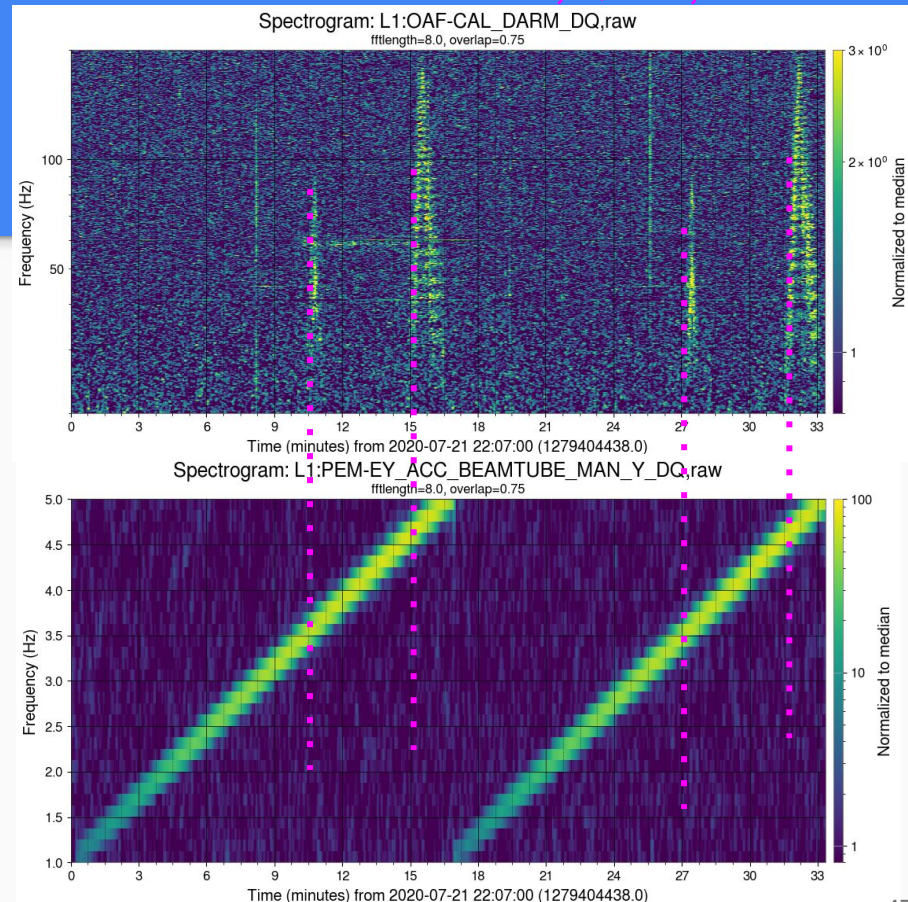 Spectrogram: L1:OAF-CAL_DARM_DQ,raw
fftlength=8.0, overlap=0.75
3 × 10⁰
2 × 10⁰
1
Normalized to median
100
50
Frequency (Hz)
0 3 6 9 12 15 18 21 24 27 30 33
Time (minutes) from 2020-07-21 22:07:00 (1279404438.0)
Spectrogram: L1:PEM-EY_ACC_BEAMTUBE_MAN_Y_DQ,raw
fftlength=8.0, overlap=0.75
5.0
4.5
4.0
3.5
3.0
2.5
2.0
1.5
1.0
Frequency (Hz)
100
10
1
Normalized to median
0 3 6 9 12 15 18 21 24 27 30 33
Time (minutes) from 2020-07-21 22:07:00 (1279404438.0)